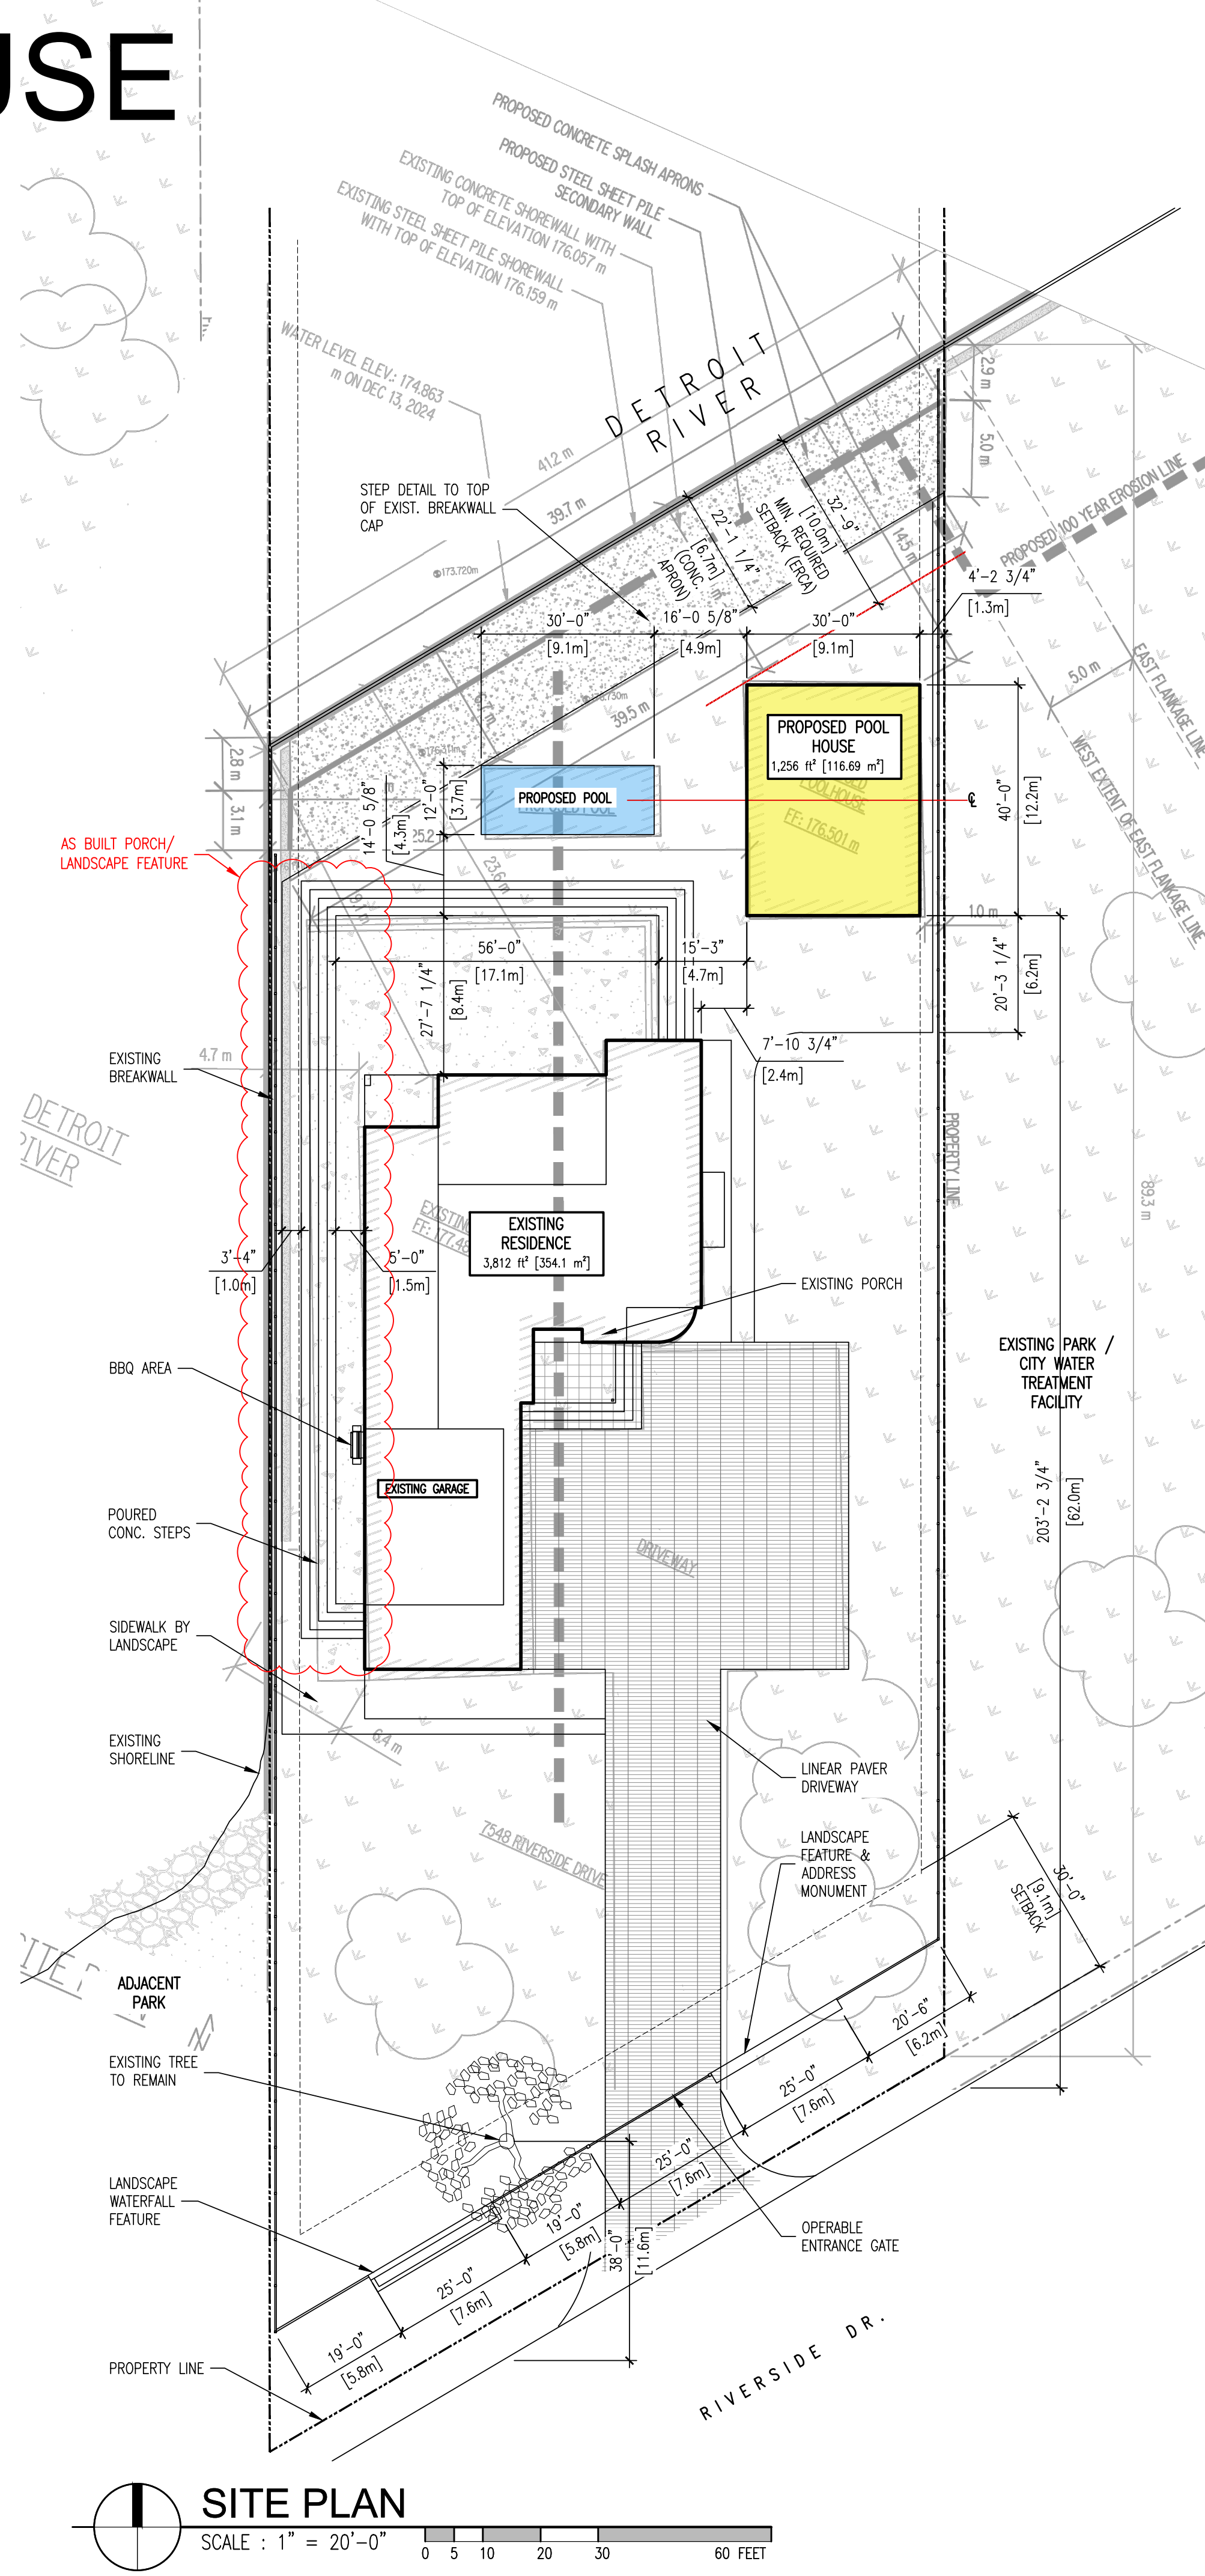 USE
PROPOSED CONCRETE SPLASH APRONS
PROPOSED STEEL SHEET PILE
SECONDARY WALL
EXISTING CONCRETE SHOREWALL WITH
TOP OF ELEVATION 176.057 m
EXISTING STEEL SHEET PILE SHOREWALL
WITH TOP OF ELEVATION 176.159 m
WATER LEVEL ELEV.: 174.863
m ON DEC 13, 2024
DETROIT
RIVER
41.2 m
39.7 m
2.9 m
5.0 m
STEP DETAIL TO TOP
OF EXIST. BREAKWALL
CAP
173.720m
22'-1 1/4"
[6.7m]
(CONC.
APRON)
32'-9"
[10.0m]
MIN. REQUIRED
SETBACK (ERCA)
14.5 m
PROPOSED 100 YEAR EROSION LINE
4'-2 3/4"
[1.3m]
30'-0"
[9.1m]
16'-0 5/8"
[4.9m]
30'-0"
[9.1m]
EAST FLANKAGE LINE
5.0 m
WEST EXTENT OF EAST FLANKAGE LINE
39.5 m
2.8 m
3.1 m
14'-0 5/8"
[4.3m]
12'-0"
[3.7m]
25.2
23.6 m
PROPOSED POOL
PROPOSED POOL
HOUSE
1,256 ft² [116.69 m²]
POOLHOUSE
FF: 176.501 m
℄
40'-0"
[12.2m]
1.0 m
AS BUILT PORCH/
LANDSCAPE FEATURE
56'-0"
[17.1m]
15'-3"
[4.7m]
27'-7 1/4"
[8.4m]
20'-3 1/4"
[6.2m]
7'-10 3/4"
[2.4m]
EXISTING
BREAKWALL
4.7 m
DETROIT
RIVER
PROPERTY LINE
89.3 m
EXISTING
RESIDENCE
3,812 ft² [354.1 m²]
3'-4"
[1.0m]
5'-0"
[1.5m]
EXISTING PORCH
EXISTING PARK /
CITY WATER
TREATMENT
FACILITY
BBQ AREA
EXISTING GARAGE
203'-2 3/4"
[62.0m]
POURED
CONC. STEPS
DRIVEWAY
SIDEWALK BY
LANDSCAPE
6.4 m
EXISTING
SHORELINE
LINEAR PAVER
DRIVEWAY
7548 RIVERSIDE DRIVE
LANDSCAPE
FEATURE &
ADDRESS
MONUMENT
30'-0"
[9.1m]
SETBACK
ADJACENT
PARK
N
EXISTING TREE
TO REMAIN
20'-6"
[6.2m]
25'-0"
[7.6m]
25'-0"
[7.6m]
19'-0"
[5.8m]
38'-0"
[11.6m]
LANDSCAPE
WATERFALL
FEATURE
OPERABLE
ENTRANCE GATE
25'-0"
[7.6m]
19'-0"
[5.8m]
PROPERTY LINE
RIVERSIDE DR.
SITE PLAN
SCALE : 1" = 20'-0"
0 5 10 20 30 60 FEET